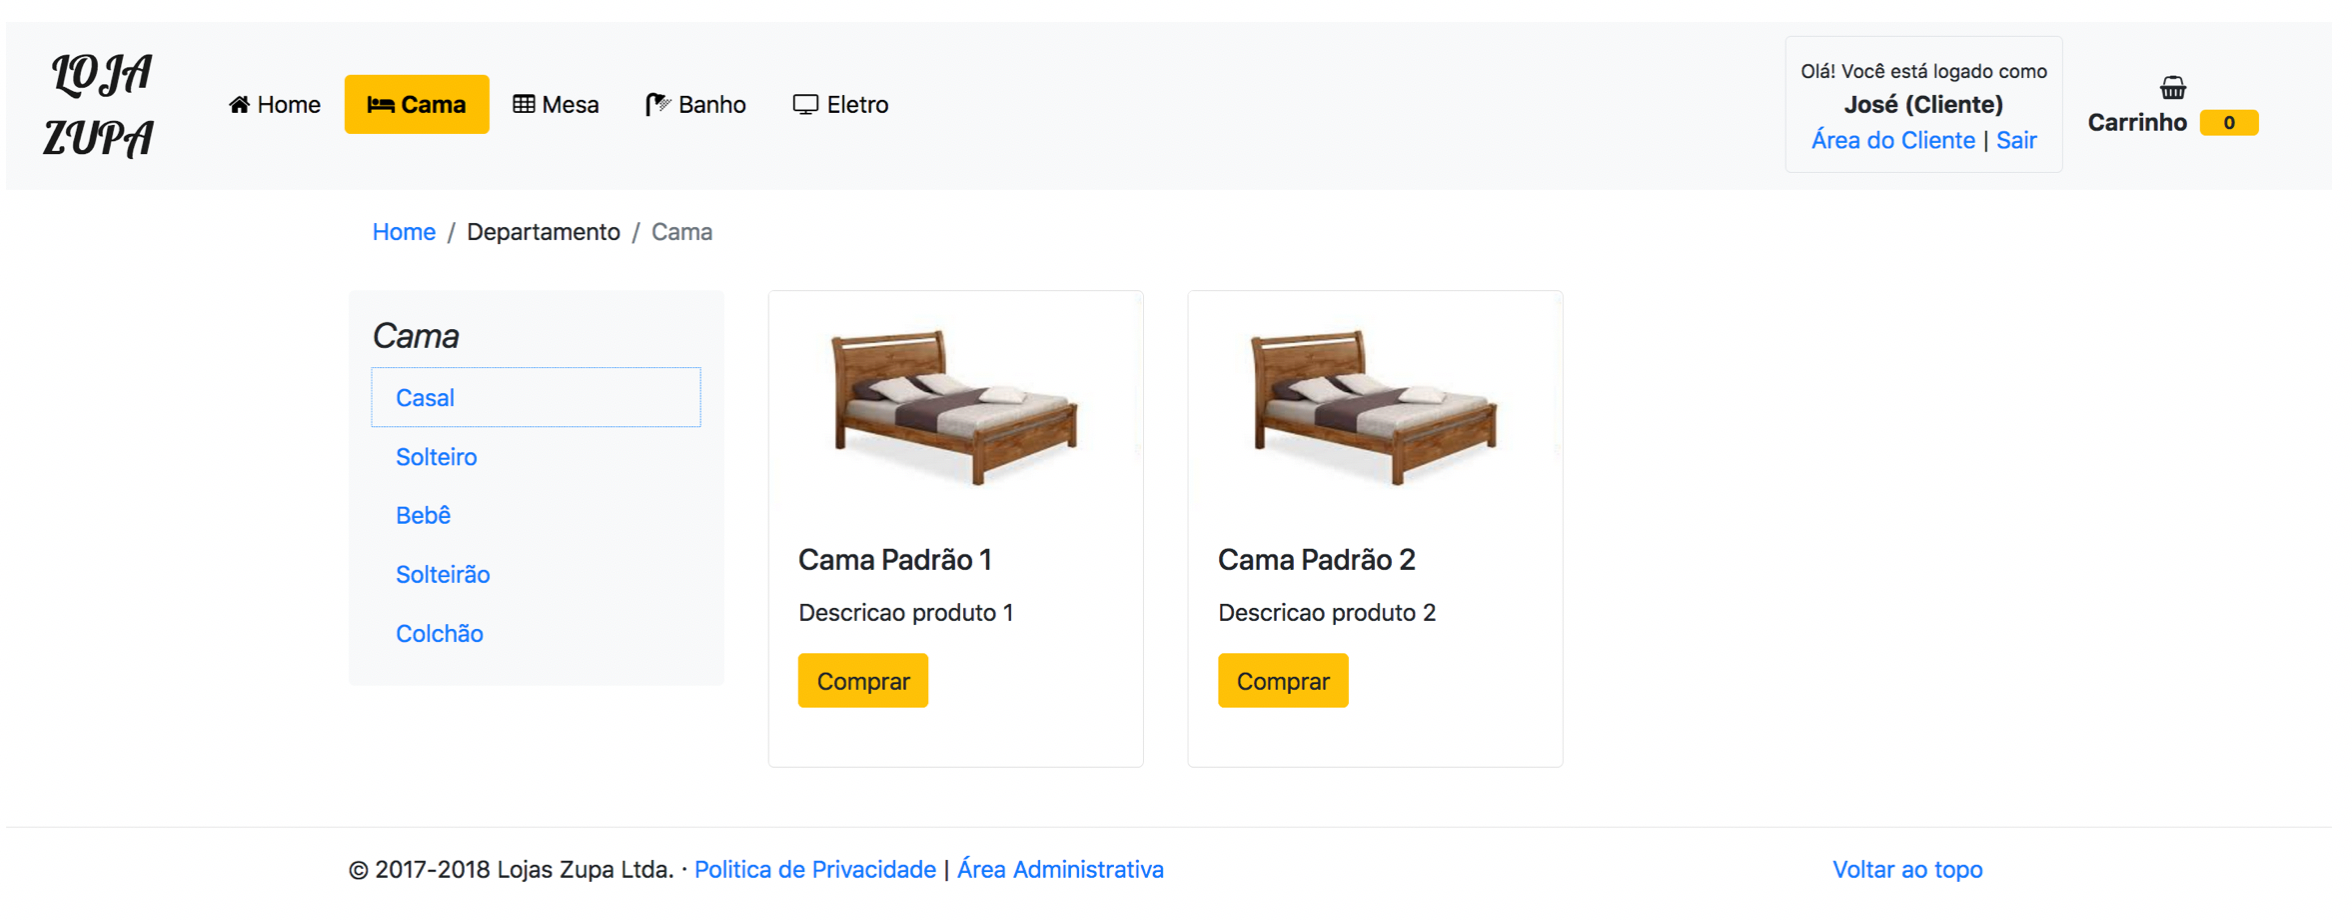 LOJA
ZUPA
Home Cama Mesa Banho Eletro
Olá! Você está logado como
José (Cliente)
Área do Cliente | Sair
Carrinho 0
Home / Departamento / Cama
Cama
Casal
Solteiro
Bebê
Solteirão
Colchão
Cama Padrão 1
Descricao produto 1
Comprar
Cama Padrão 2
Descricao produto 2
Comprar
© 2017-2018 Lojas Zupa Ltda. · Politica de Privacidade | Área Administrativa
Voltar ao topo